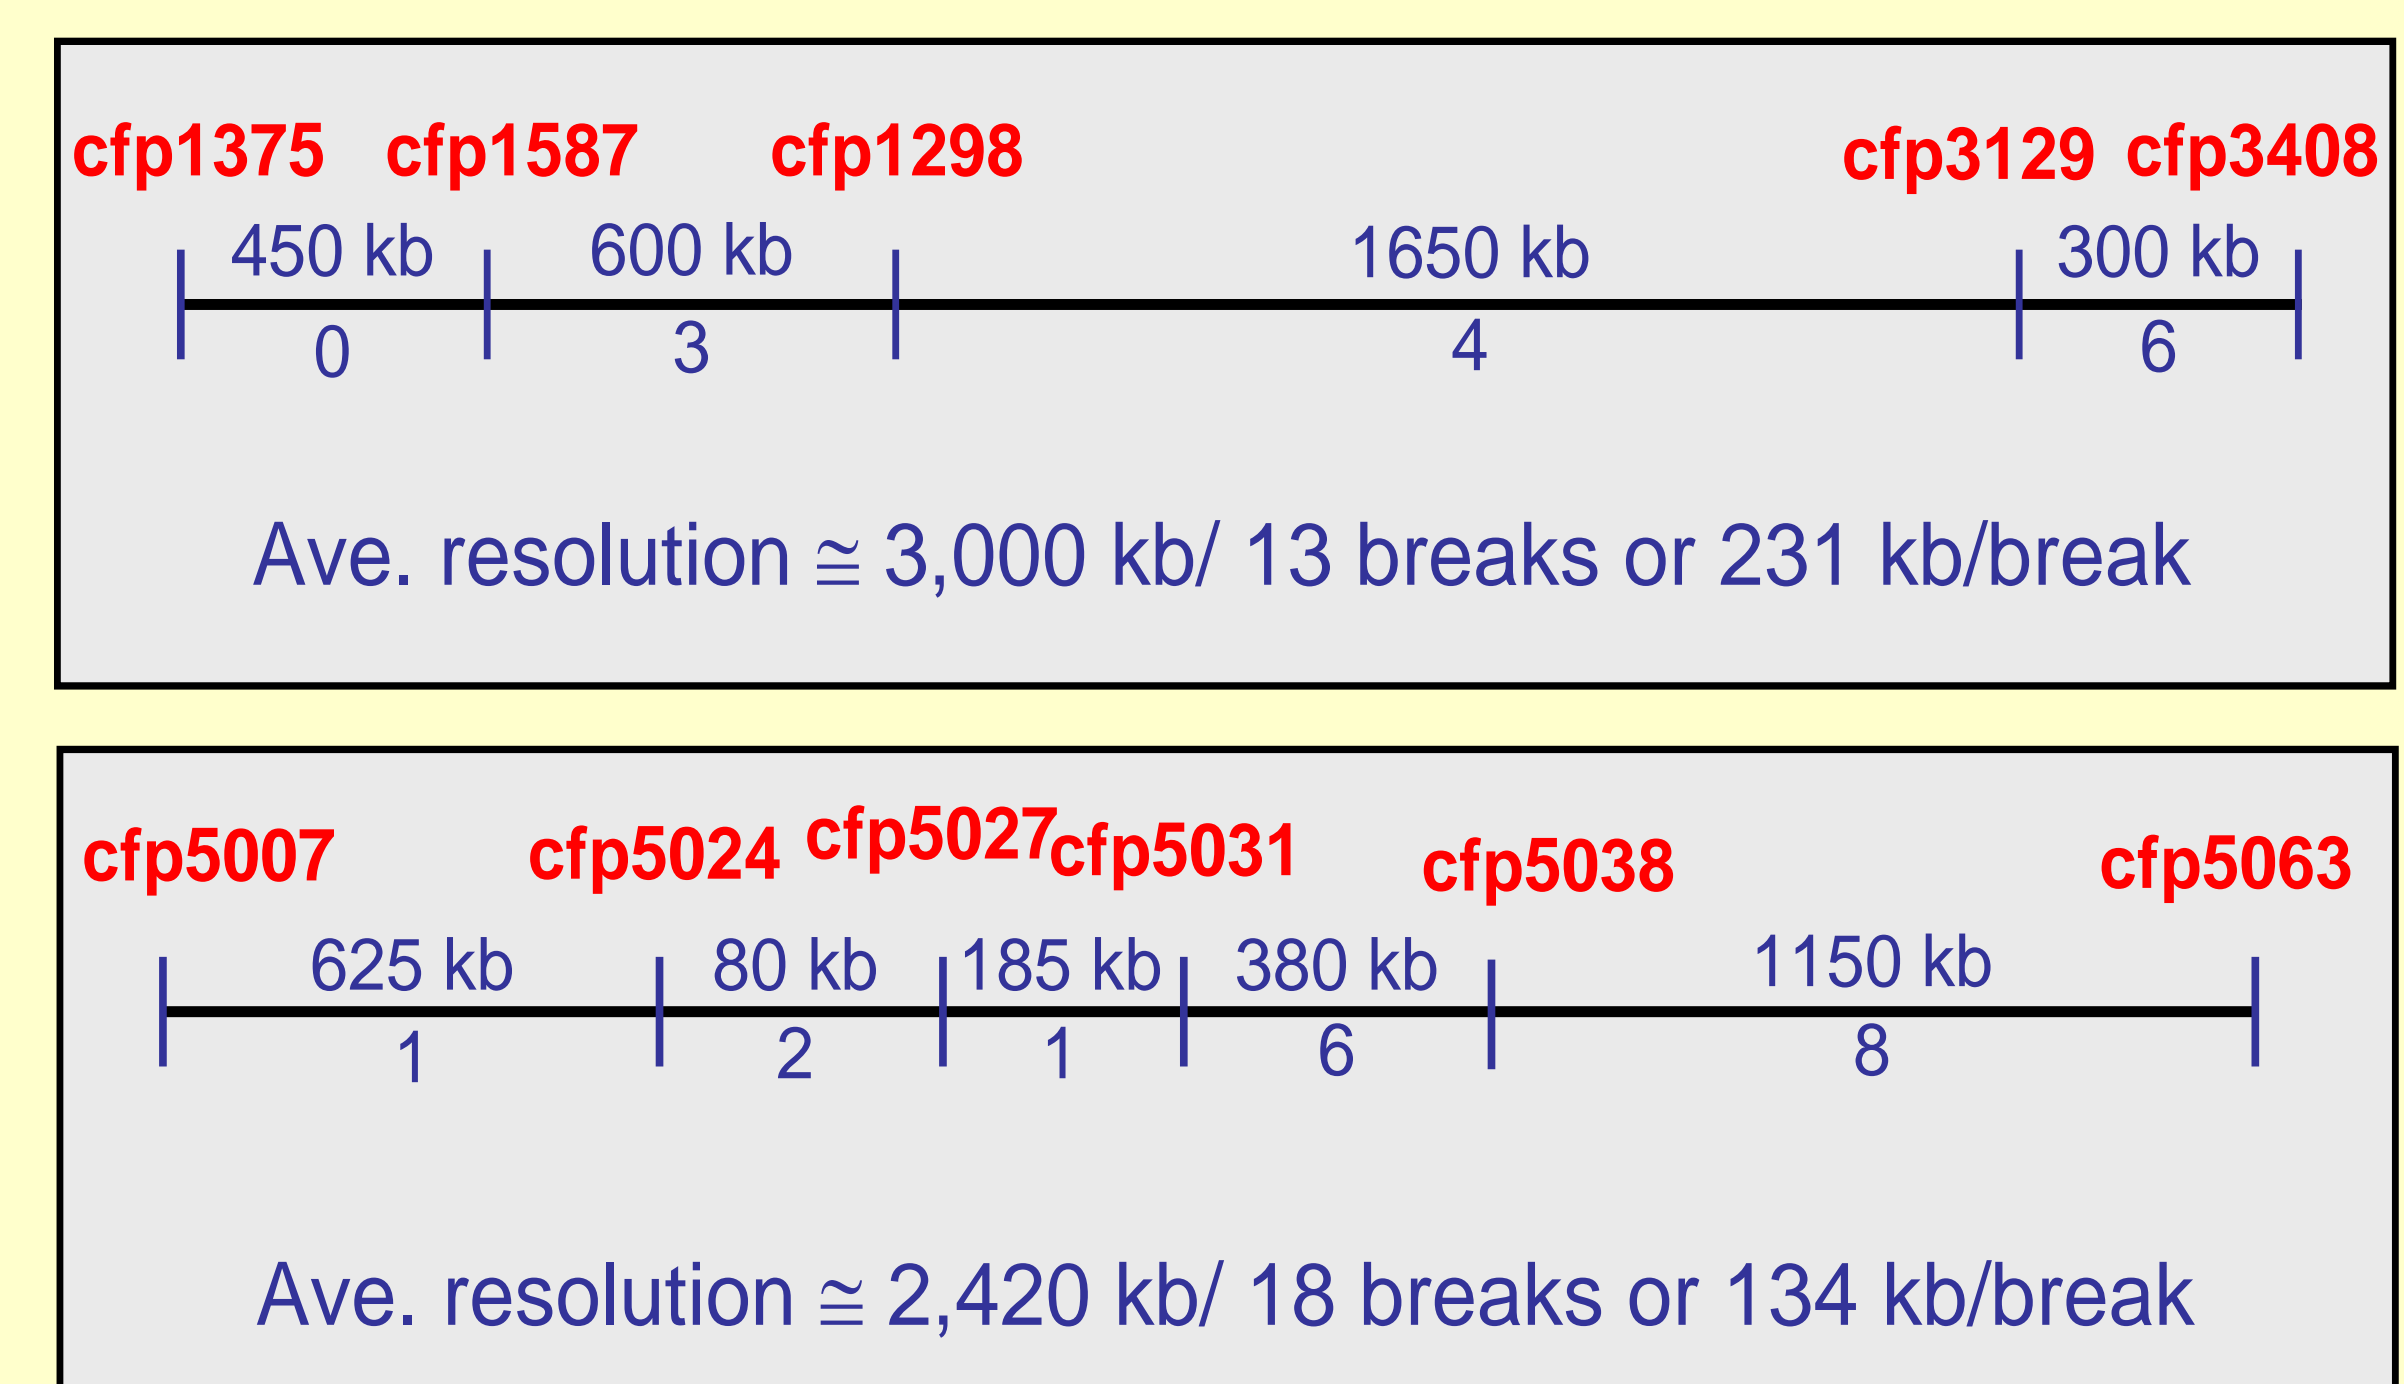 cfp1375 cfp1587 cfp1298 cfp3129 cfp3408
450 kb 600 kb 1650 kb 300 kb
0 3 4 6
Ave. resolution ≅ 3,000 kb/ 13 breaks or 231 kb/break
cfp5007 cfp5024 cfp5027 cfp5031 cfp5038 cfp5063
625 kb 80 kb 185 kb 380 kb 1150 kb
1 2 1 6 8
Ave. resolution ≅ 2,420 kb/ 18 breaks or 134 kb/break